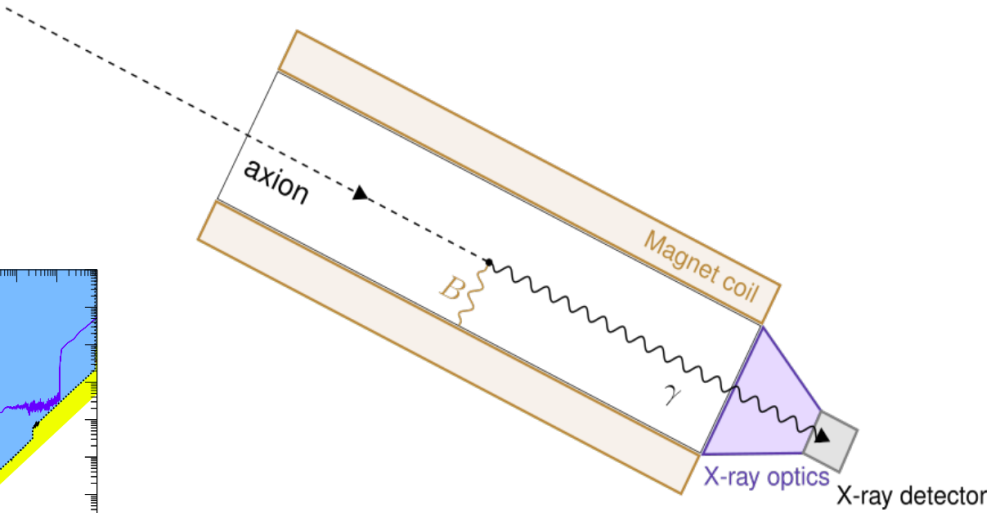 axion
Magnet coil
B
γ
X-ray optics
X-ray detector